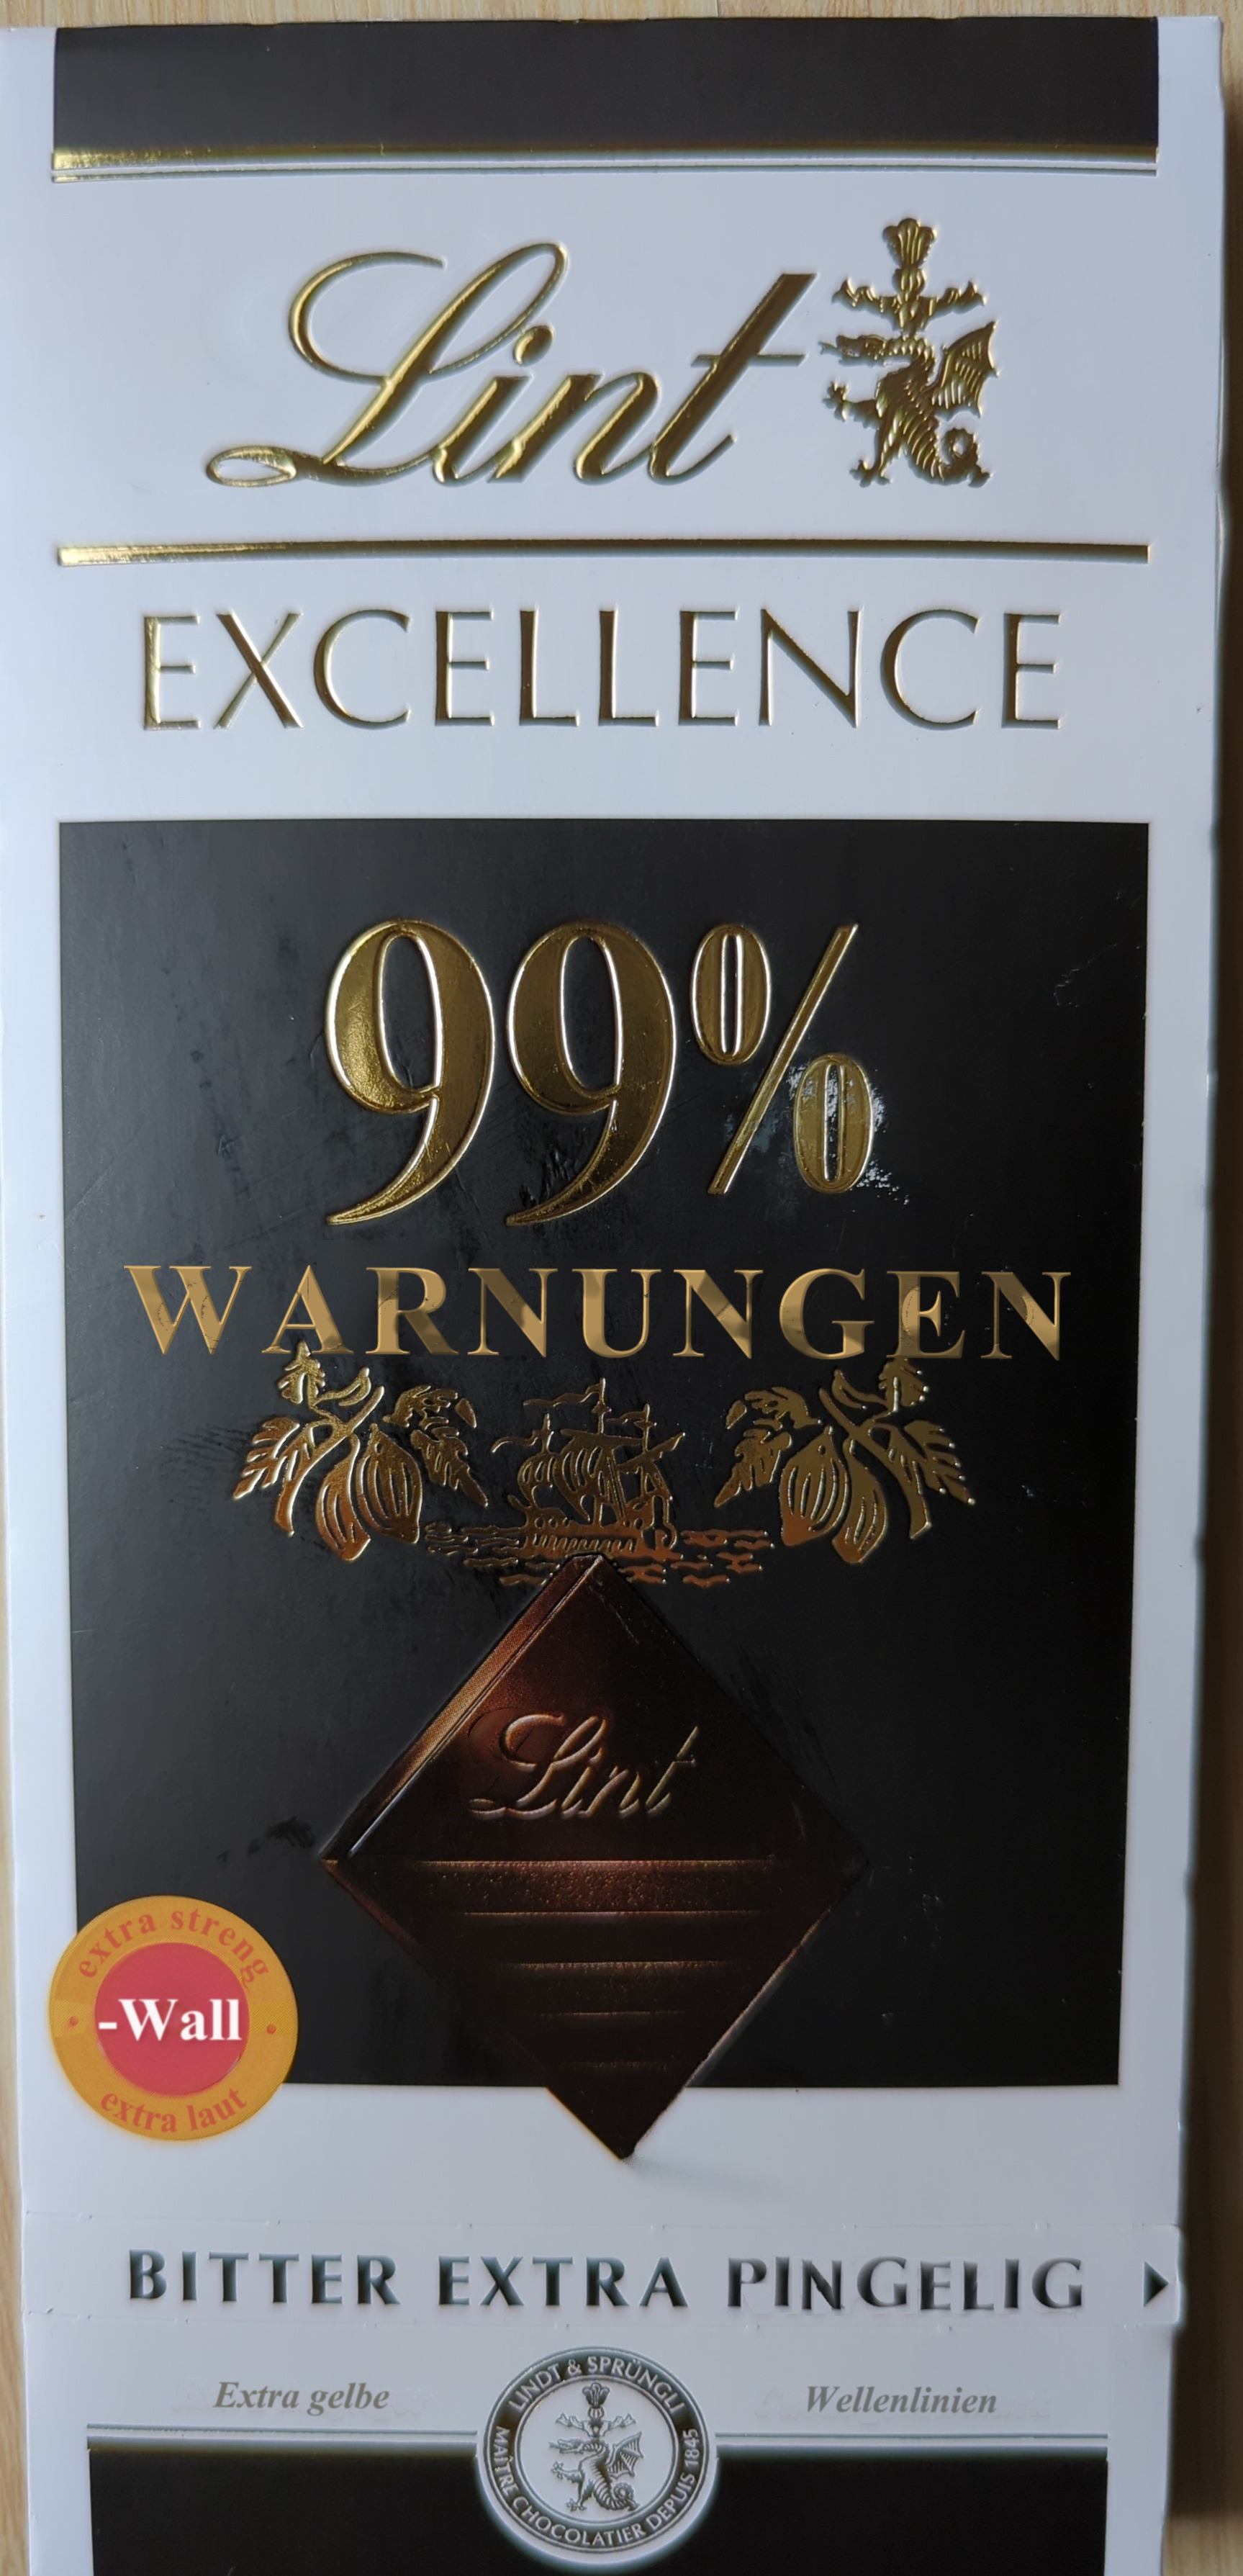 Lint
EXCELLENCE
99%
WARNUNGEN
Lint
extra streng
-Wall
extra laut
BITTER EXTRA PINGELIG
Extra gelbe
Wellenlinien
LINDT & SPRÜNGLI
MAÎTRE CHOCOLATIER DEPUIS 1845